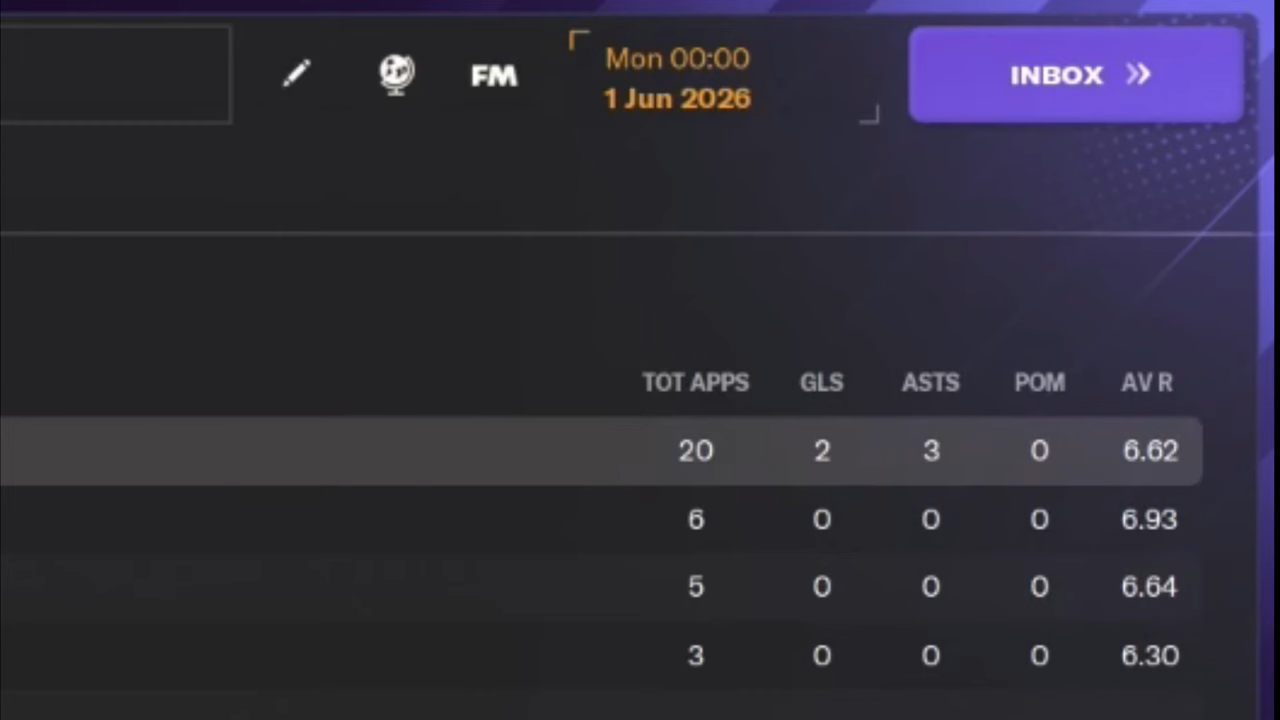 FM
Mon 00:00
1 Jun 2026
INBOX
TOT APPS GLS ASTS POM AV R
20 2 3 0 6.62
6 0 0 0 6.93
5 0 0 0 6.64
3 0 0 0 6.30